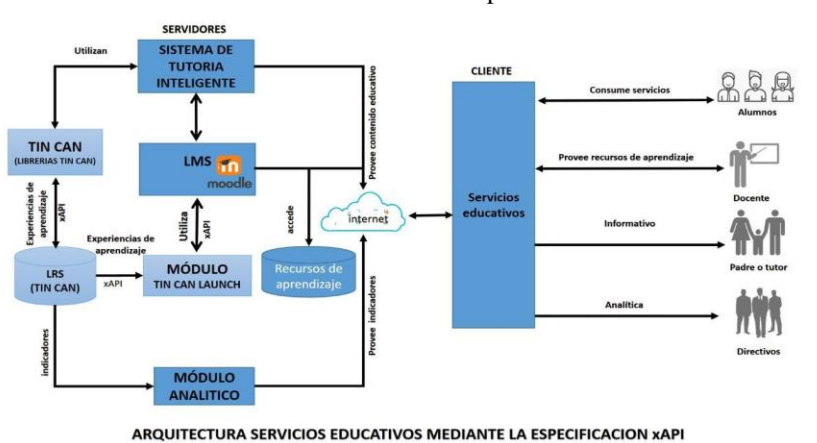 SERVIDORES
Utilizan
SISTEMA DE
TUTORIA
INTELIGENTE
CLIENTE
Consume servicios
Alumnos
TIN CAN
(LIBRERIAS TIN CAN)
LMS
moodle
Provee contenido educativo
Provee recursos de aprendizaje
Docente
Servicios
educativos
Experiencias de
aprendizaje
xAPI
Utiliza
xAPI
accede
internet
Informativo
Padre o tutor
Experiencias de
aprendizaje
xAPI
LRS
(TIN CAN)
MÓDULO
TIN CAN LAUNCH
Recursos de
aprendizaje
Analítica
Directivos
indicadores
Provee indicadores
MÓDULO
ANALITICO
ARQUITECTURA SERVICIOS EDUCATIVOS MEDIANTE LA ESPECIFICACION xAPI